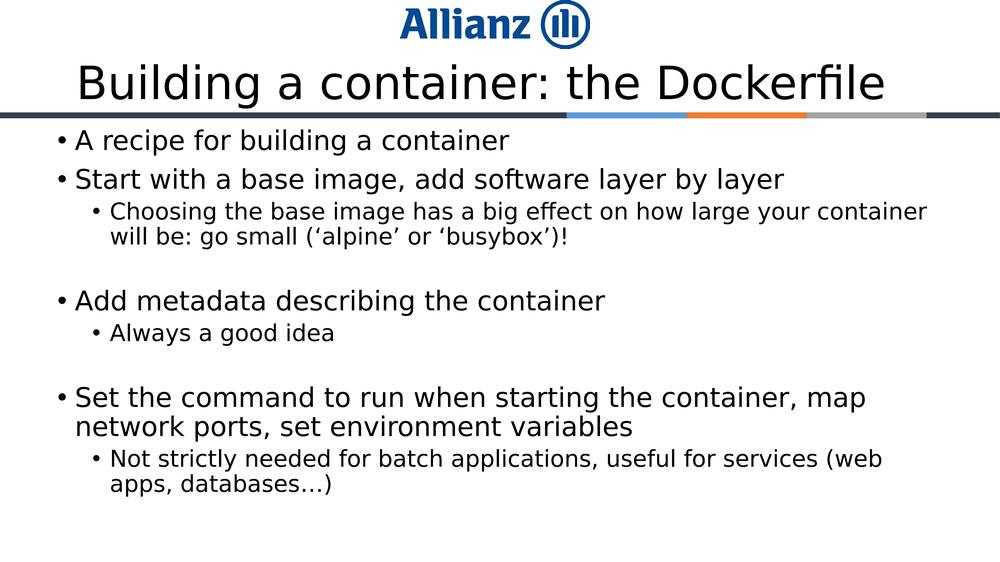 Allianz
Building a container: the Dockerfile
• A recipe for building a container
• Start with a base image, add software layer by layer
• Choosing the base image has a big effect on how large your container
will be: go small (‘alpine’ or ‘busybox’)!
• Add metadata describing the container
• Always a good idea
• Set the command to run when starting the container, map
network ports, set environment variables
• Not strictly needed for batch applications, useful for services (web
apps, databases…)